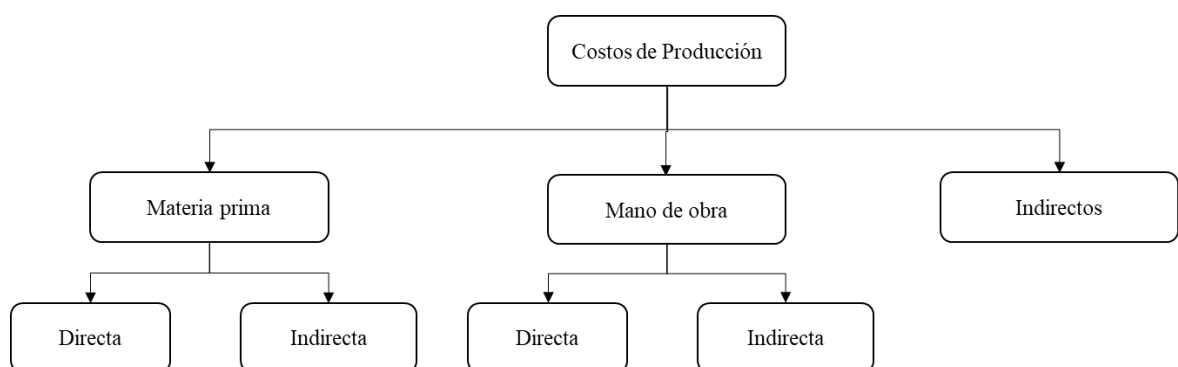 Costos de Producción
Materia prima
Mano de obra
Indirectos
Directa
Indirecta
Directa
Indirecta